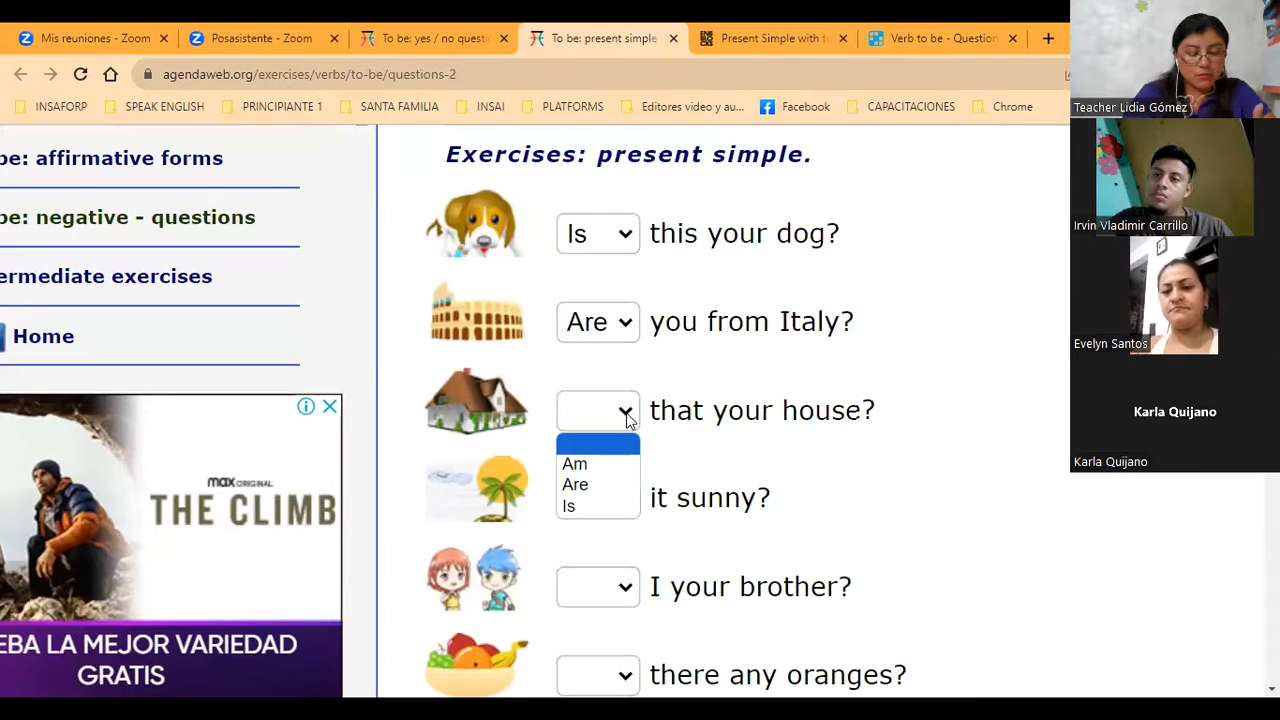 Mis reuniones - Zoom
Posasistente - Zoom
To be: yes / no questi
To be: present simple
Present Simple with t
Verb to be - Question
agendaweb.org/exercises/verbs/to-be/questions-2
INSAFORP
SPEAK ENGLISH
PRINCIPIANTE 1
SANTA FAMILIA
INSAI
PLATFORMS
Editores video y au...
Facebook
CAPACITACIONES
Chrome
be: affirmative forms
be: negative - questions
ermediate exercises
Home
max ORIGINAL
THE CLIMB
EBA LA MEJOR VARIEDAD
GRATIS
Exercises: present simple.
Is this your dog?
Are you from Italy?
that your house?
Am
Are
Is
it sunny?
I your brother?
there any oranges?
Teacher Lidia Gómez
Irvin Vladimir Carrillo
Evelyn Santos
Karla Quijano
Karla Quijano